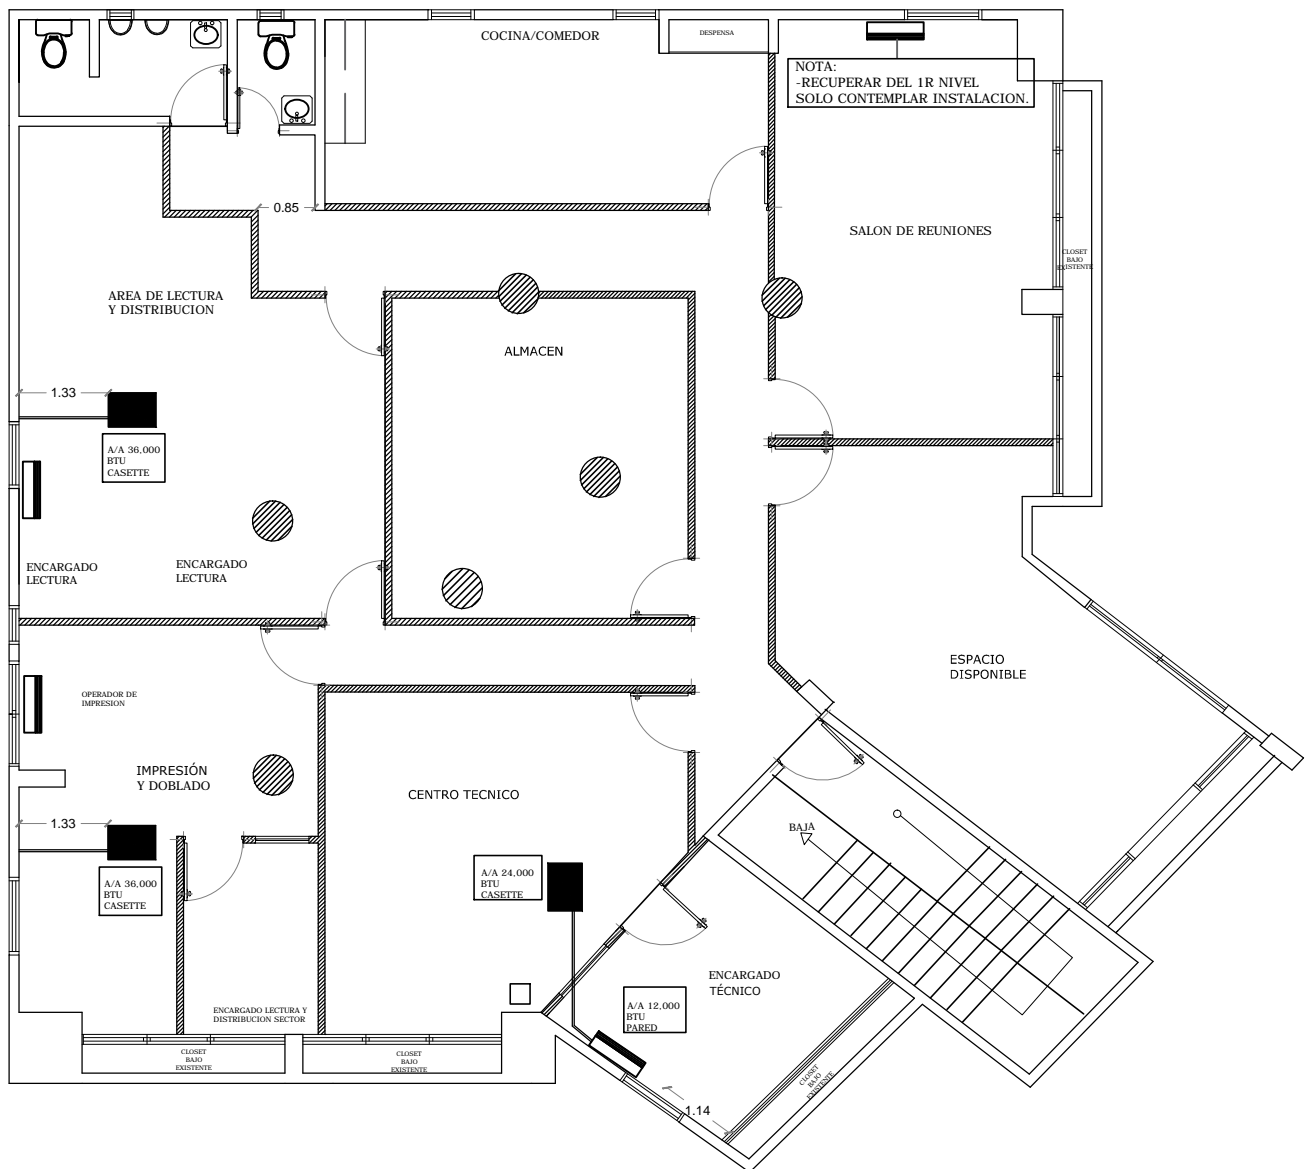 COCINA/COMEDOR
DESPENSA
NOTA:
-RECUPERAR DEL 1R NIVEL
SOLO CONTEMPLAR INSTALACION.
0.85
SALON DE REUNIONES
CLOSET
BAJO
EXISTENTE
AREA DE LECTURA
Y DISTRIBUCION
ALMACEN
1.33
A/A 36,000
BTU
CASETTE
ENCARGADO
LECTURA
ENCARGADO
LECTURA
ESPACIO
DISPONIBLE
OPERADOR DE
IMPRESION
IMPRESIÓN
Y DOBLADO
CENTRO TECNICO
1.33
BAJA
A/A 36,000
BTU
CASETTE
A/A 24,000
BTU
CASETTE
ENCARGADO
TÉCNICO
A/A 12,000
BTU
PARED
ENCARGADO LECTURA Y
DISTRIBUCION SECTOR
CLOSET
BAJO
EXISTENTE
CLOSET
BAJO
EXISTENTE
CLOSET
BAJO
EXISTENTE
1.14